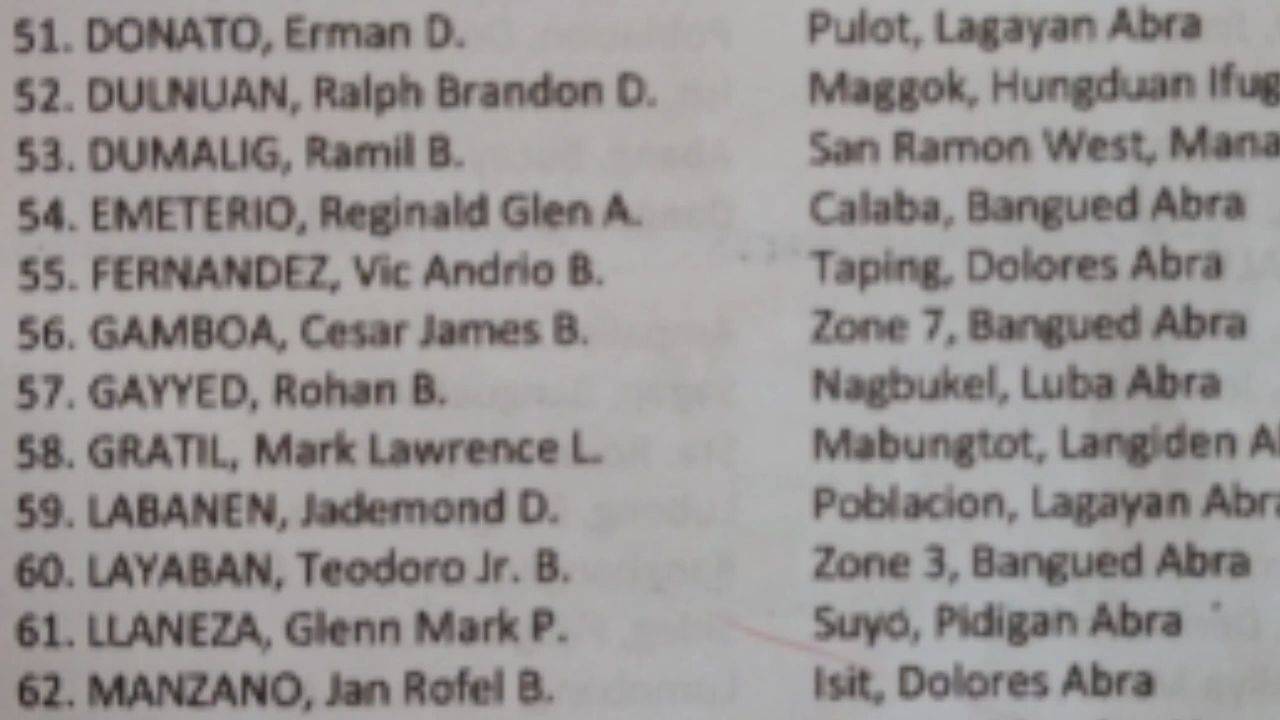 51. DONATO, Erman D. Pulot, Lagayan Abra
52. DULNUAN, Ralph Brandon D. Maggok, Hungduan Ifug
53. DUMALIG, Ramil B. San Ramon West, Mana
54. EMETERIO, Reginald Glen A. Calaba, Bangued Abra
55. FERNANDEZ, Vic Andrio B. Taping, Dolores Abra
56. GAMBOA, Cesar James B. Zone 7, Bangued Abra
57. GAYYED, Rohan B. Nagbukel, Luba Abra
58. GRATIL, Mark Lawrence L. Mabungtot, Langiden Al
59. LABANEN, Jademond D. Poblacion, Lagayan Abra
60. LAYABAN, Teodoro Jr. B. Zone 3, Bangued Abra
61. LLANEZA, Glenn Mark P. Suyo, Pidigan Abra
62. MANZANO, Jan Rofel B. Isit, Dolores Abra